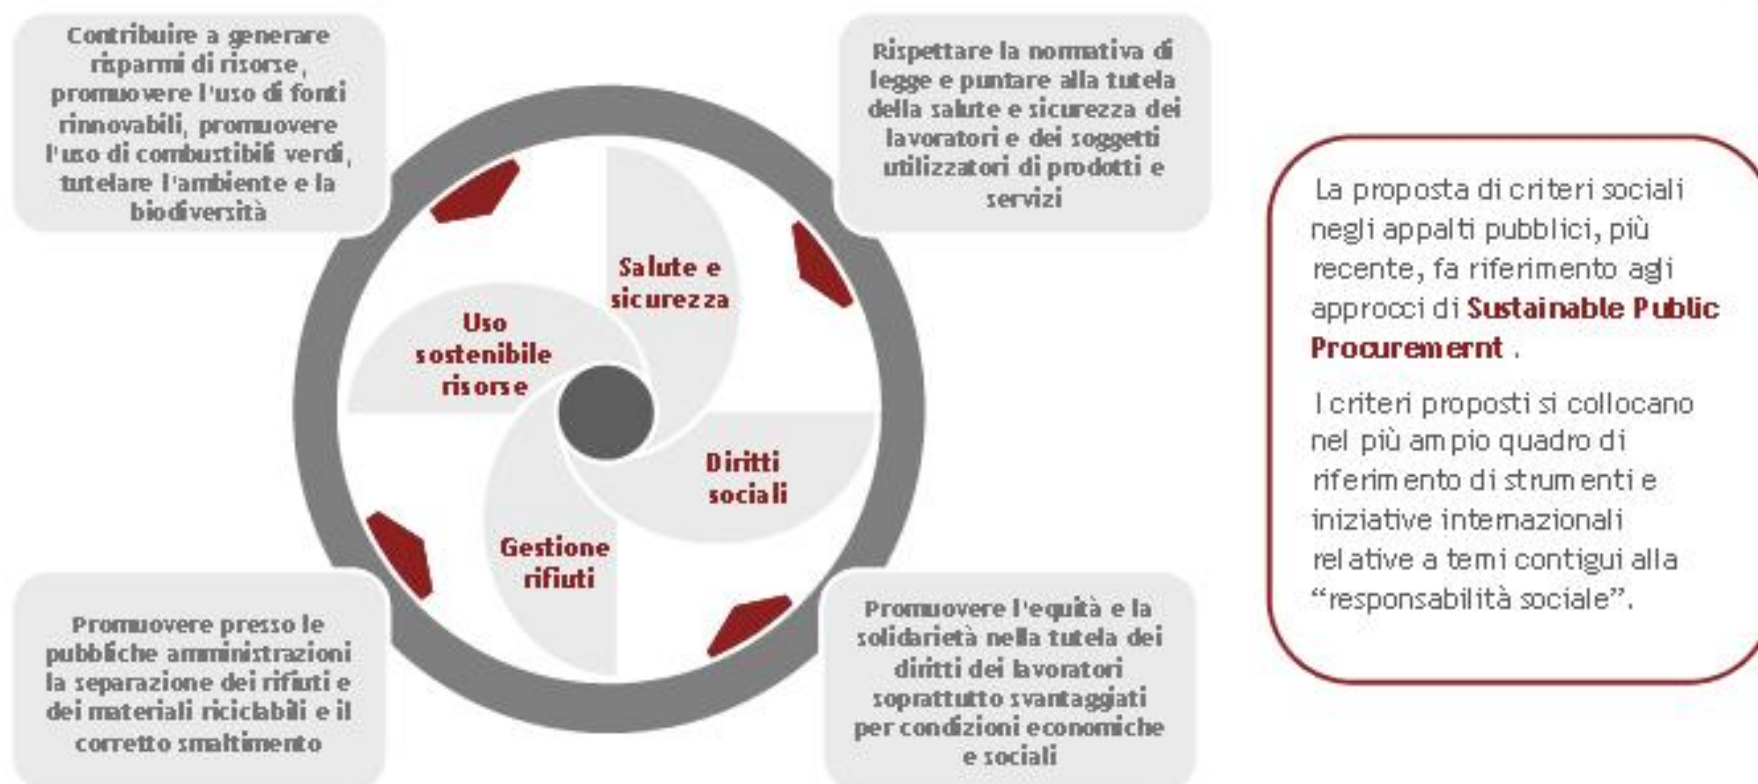 Contribuire a generare
risparmi di risorse,
promuovere l'uso di fonti
rinnovabili, promuovere
l'uso di combustibili verdi,
tutelare l'ambiente e la
biodiversità
Rispettare la normativa di
legge e puntare alla tutela
della salute e sicurezza dei
lavoratori e dei soggetti
utilizzatori di prodotti e
servizi
Salute e
sicurezza
Uso
sostenibile
risorse
Diritti
sociali
Gestione
rifiuti
Promuovere presso le
pubbliche amministrazioni
la separazione dei rifiuti e
dei materiali riciclabili e il
corretto smaltimento
Promuovere l'equità e la
solidarietà nella tutela dei
diritti dei lavoratori
soprattutto svantaggiati
per condizioni economiche
e sociali
La proposta di criteri sociali
negli appalti pubblici, più
recente, fa riferimento agli
approcci di Sustainable Public
Procurememt .
I criteri proposti si collocano
nel più ampio quadro di
riferimento di strumenti e
iniziative internazionali
relative a temi contigui alla
“responsabilità sociale”.